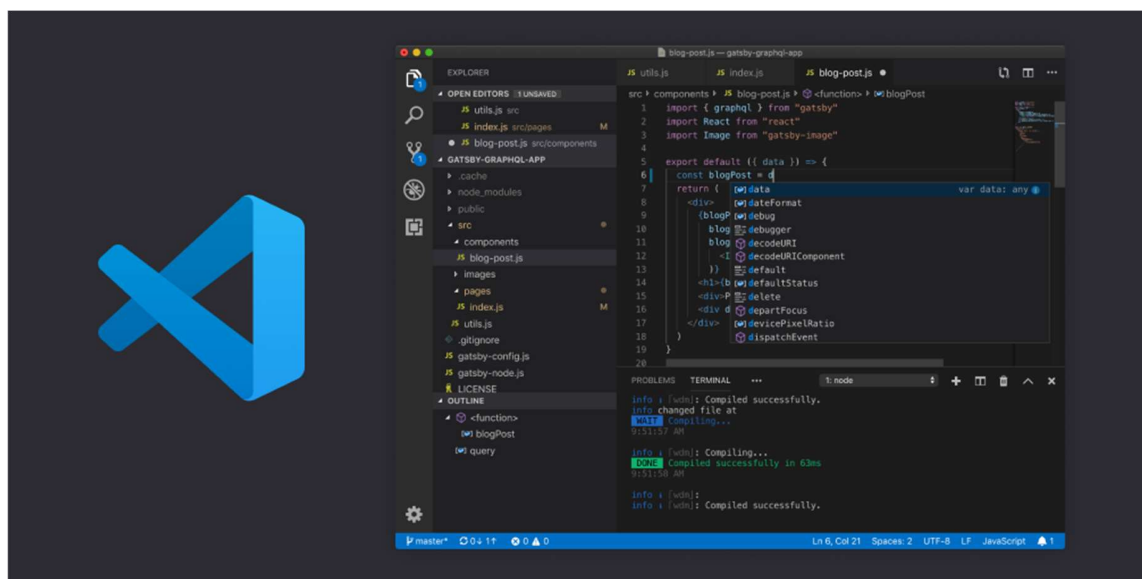 blog-post.js — gatsby-graphql-app
EXPLORER
OPEN EDITORS 1 UNSAVED
JS utils.js src
JS index.js src/pages M
JS blog-post.js src/components
GATSBY-GRAPHQL-APP
.cache
node_modules
public
src
components
JS blog-post.js
images
pages
JS index.js M
JS utils.js
.gitignore
JS gatsby-config.js
JS gatsby-node.js
LICENSE
OUTLINE
<function>
blogPost
query
JS utils.js JS index.js JS blog-post.js
src components JS blog-post.js <function> blogPost
1 import { graphql } from "gatsby"
2 import React from "react"
3 import Image from "gatsby-image"
4
5 export default ({ data }) => {
6 const blogPost = d
7 return (
8 <div>
9 {blogP
10 blog
11 blog
12 <I
13 )}
14 <h1>{b
15 <div>P
16 <div d
17 </div>
18 )
19 }
20
data var data: any
dateFormat
debug
debugger
decodeURI
decodeURIComponent
default
defaultStatus
delete
departFocus
devicePixelRatio
dispatchEvent
PROBLEMS TERMINAL ••• 1: node
info [wdm]: Compiled successfully.
info changed file at
WAIT Compiling...
9:51:57 AM
info [wdm]: Compiling...
DONE Compiled successfully in 63ms
9:51:58 AM
info [wdm]:
info [wdm]: Compiled successfully.
master* 0↓ 1↑ 0 0 Ln 6, Col 21 Spaces: 2 UTF-8 LF JavaScript 1